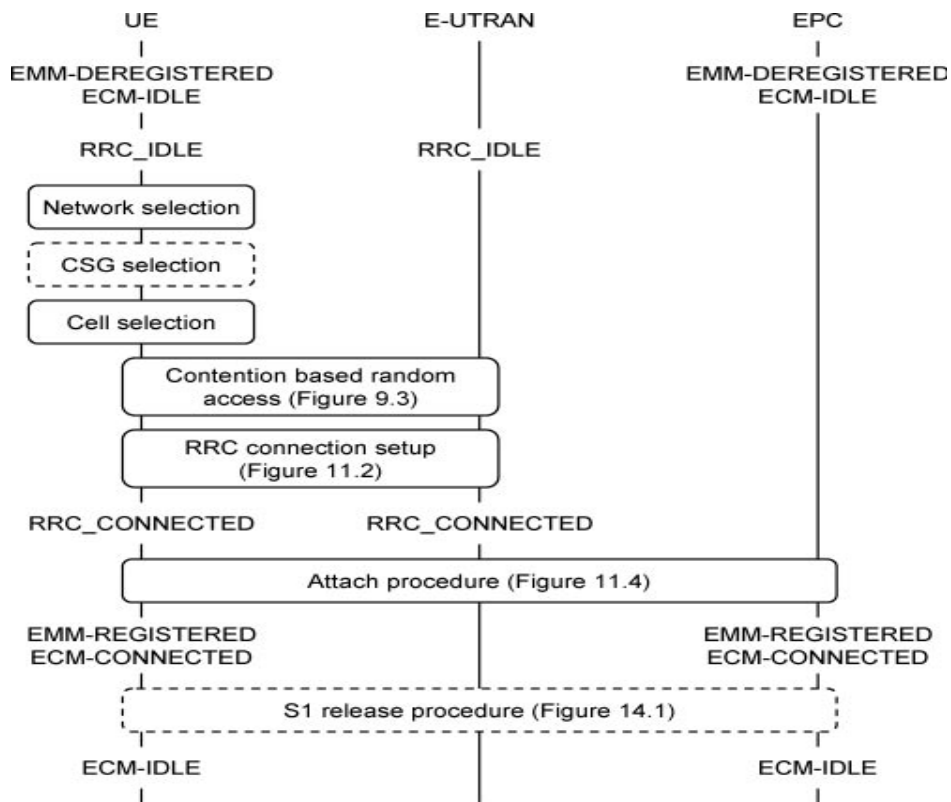 UE E-UTRAN EPC
EMM-DEREGISTERED EMM-DEREGISTERED
ECM-IDLE ECM-IDLE
RRC_IDLE RRC_IDLE
Network selection
CSG selection
Cell selection
Contention based random
access (Figure 9.3)
RRC connection setup
(Figure 11.2)
RRC_CONNECTED RRC_CONNECTED
Attach procedure (Figure 11.4)
EMM-REGISTERED EMM-REGISTERED
ECM-CONNECTED ECM-CONNECTED
S1 release procedure (Figure 14.1)
ECM-IDLE ECM-IDLE